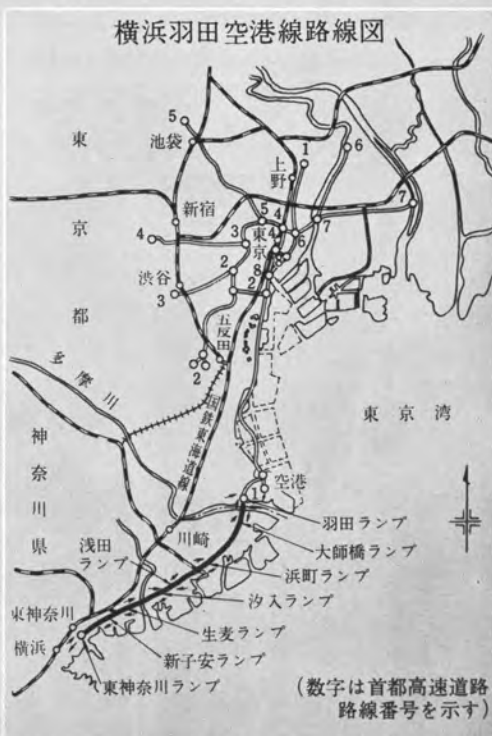 横浜羽田空港線路線図
東京都
神奈川県
5
池袋
1
上野
6
新宿
5
4
東京
4
3
4
6
7
7
2
8
渋谷
3
2
五反田
2
多摩川
国鉄東海道線
東京湾
空港
1
羽田ランプ
大師橋ランプ
川崎
浅田
ランプ
浜町ランプ
汐入ランプ
東神奈川
生麦ランプ
横浜
新子安ランプ
東神奈川ランプ
(数字は首都高速道路
路線番号を示す)